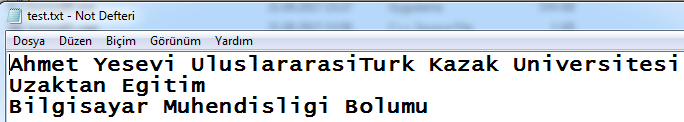 test.txt - Not Defteri
Dosya Düzen Biçim Görünüm Yardım
Ahmet Yesevi UluslararasiTurk Kazak Universitesi
Uzaktan Egitim
Bilgisayar Muhendisligi Bolumu